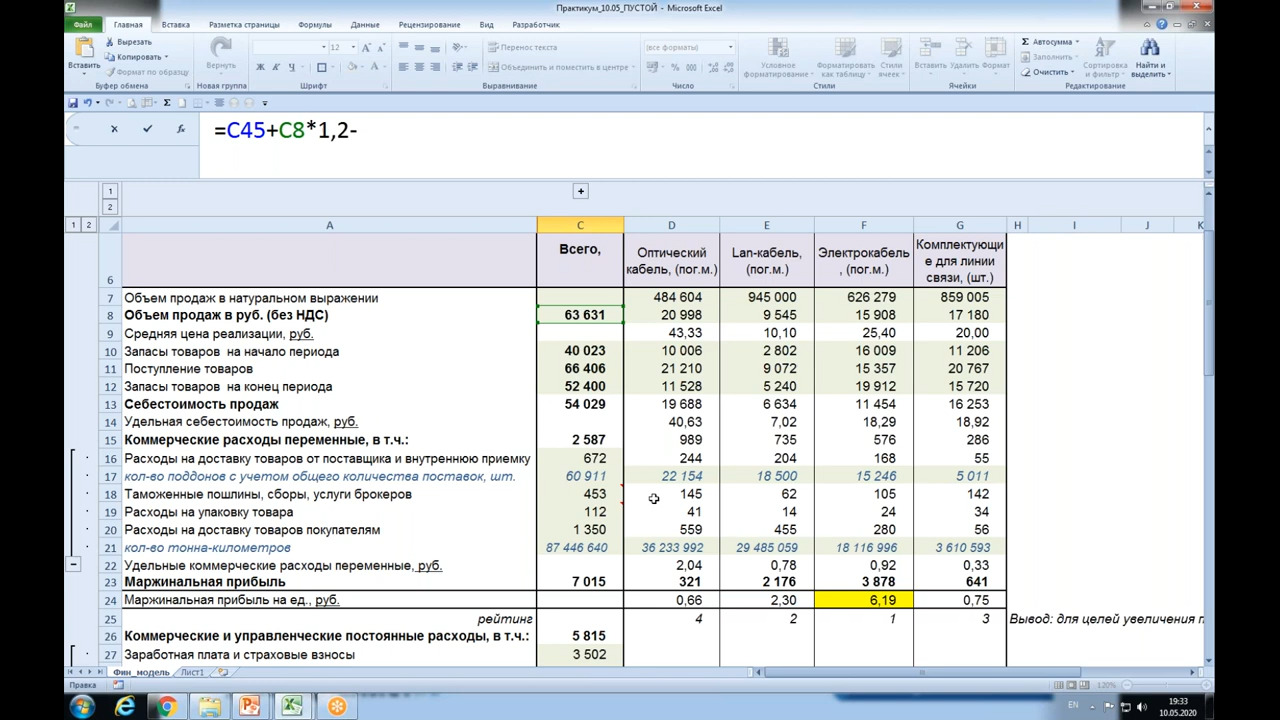 Практикум_10.05_ПУСТОЙ - Microsoft Excel
Файл Главная Вставка Разметка страницы Формулы Данные Рецензирование Вид Разработчик
Вставить Вырезать Копировать Формат по образцу Буфер обмена
Вернуть Новая группа
12 Ж К Ч Шрифт
Перенос текста Объединить и поместить в центре Выравнивание
(все форматы) % 000 Число
Условное форматирование Форматировать как таблицу Стили ячеек Стили
Вставить Удалить Формат Ячейки
Σ Автосумма Заполнить Очистить Сортировка и фильтр Найти и выделить Редактирование
fx =C45+C8*1,2-
1
2
1 2 A C D E F G H I J K
6 Всего, Оптический кабель, (пог.м.) Lan-кабель, (пог.м.) Электрокабель, (пог.м.) Комплектующие для линии связи, (шт.)
7 Объем продаж в натуральном выражении 484 604 945 000 626 279 859 005
8 Объем продаж в руб. (без НДС) 63 631 20 998 9 545 15 908 17 180
9 Средняя цена реализации, руб. 43,33 10,10 25,40 20,00
10 Запасы товаров на начало периода 40 023 10 006 2 802 16 009 11 206
11 Поступление товаров 66 406 21 210 9 072 15 357 20 767
12 Запасы товаров на конец периода 52 400 11 528 5 240 19 912 15 720
13 Себестоимость продаж 54 029 19 688 6 634 11 454 16 253
14 Удельная себестоимость продаж, руб. 40,63 7,02 18,29 18,92
15 Коммерческие расходы переменные, в т.ч.: 2 587 989 735 576 286
16 Расходы на доставку товаров от поставщика и внутреннюю приемку 672 244 204 168 55
17 кол-во поддонов с учетом общего количества поставок, шт. 60 911 22 154 18 500 15 246 5 011
18 Таможенные пошлины, сборы, услуги брокеров 453 145 62 105 142
19 Расходы на упаковку товара 112 41 14 24 34
20 Расходы на доставку товаров покупателям 1 350 559 455 280 56
21 кол-во тонна-километров 87 446 640 36 233 992 29 485 059 18 116 996 3 610 593
22 Удельные коммерческие расходы переменные, руб. 2,04 0,78 0,92 0,33
23 Маржинальная прибыль 7 015 321 2 176 3 878 641
24 Маржинальная прибыль на ед., руб. 0,66 2,30 6,19 0,75
25 рейтинг 4 2 1 3 Вывод: для целей увеличения п
26 Коммерческие и управленческие постоянные расходы, в т.ч.: 5 815
27 Заработная плата и страховые взносы 3 502
Фин_модель Лист1
Правка 120%
EN 19:33
10.05.2020